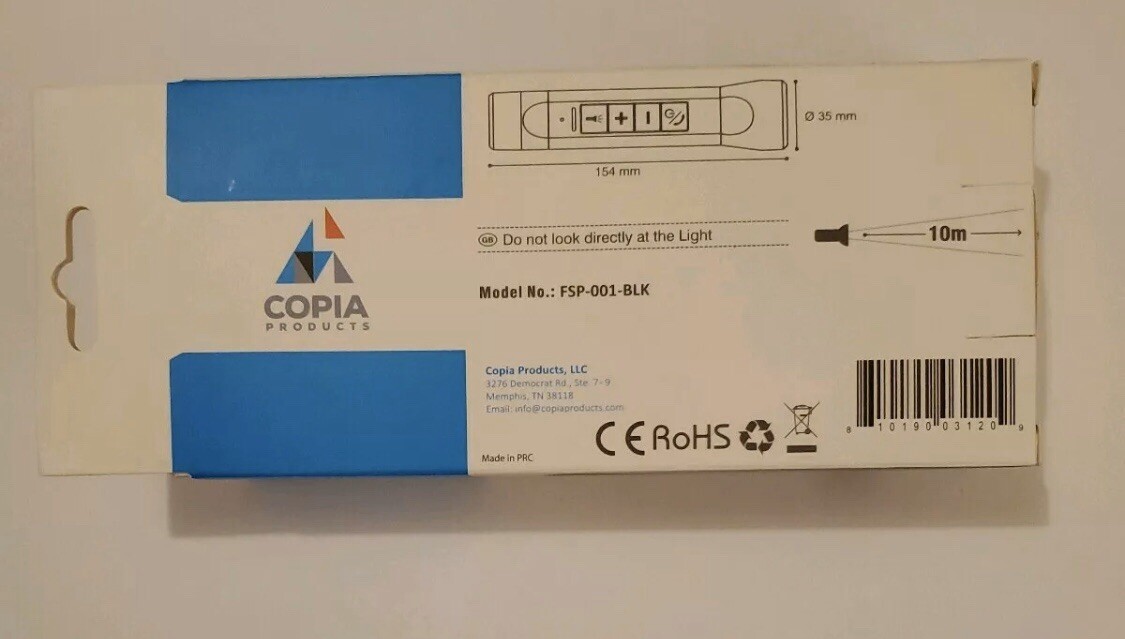 Ø 35 mm
154 mm
GB Do not look directly at the Light
10m
Model No.: FSP-001-BLK
COPIA
PRODUCTS
Copia Products, LLC
3276 Democrat Rd., Ste. 7-9
Memphis, TN 38118
Email: info@copiaproducts.com
CE RoHS
Made in PRC
8 10190 03120 9